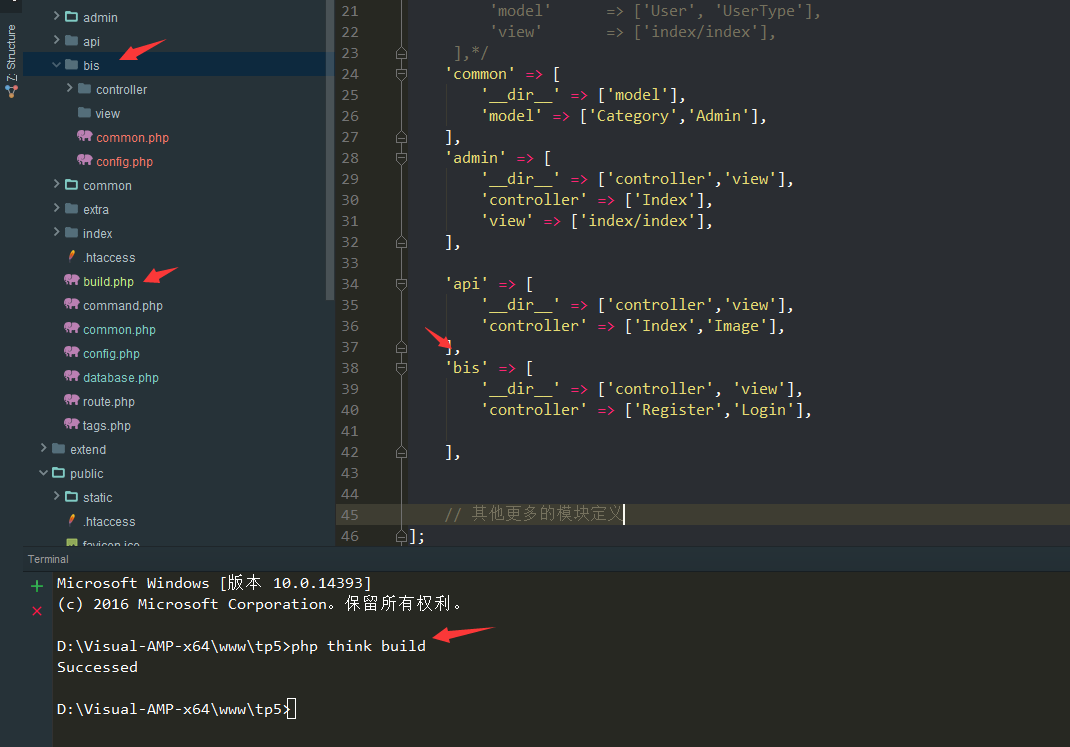 7: Structure
admin
api
bis
controller
view
common.php
config.php
common
extra
index
.htaccess
build.php
command.php
common.php
config.php
database.php
route.php
tags.php
extend
public
static
.htaccess
favicon.ico
21 'model' => ['User', 'UserType'],
22 'view' => ['index/index'],
23 ],*/
24 'common' => [
25 '__dir__' => ['model'],
26 'model' => ['Category','Admin'],
27 ],
28 'admin' => [
29 '__dir__' => ['controller','view'],
30 'controller' => ['Index'],
31 'view' => ['index/index'],
32 ],
33
34 'api' => [
35 '__dir__' => ['controller','view'],
36 'controller' => ['Index','Image'],
37 ],
38 'bis' => [
39 '__dir__' => ['controller', 'view'],
40 'controller' => ['Register','Login'],
41
42 ],
43
44
45 // 其他更多的模块定义
46 ];
Terminal
Microsoft Windows [版本 10.0.14393]
(c) 2016 Microsoft Corporation。保留所有权利。
D:\Visual-AMP-x64\www\tp5>php think build
Successed
D:\Visual-AMP-x64\www\tp5>